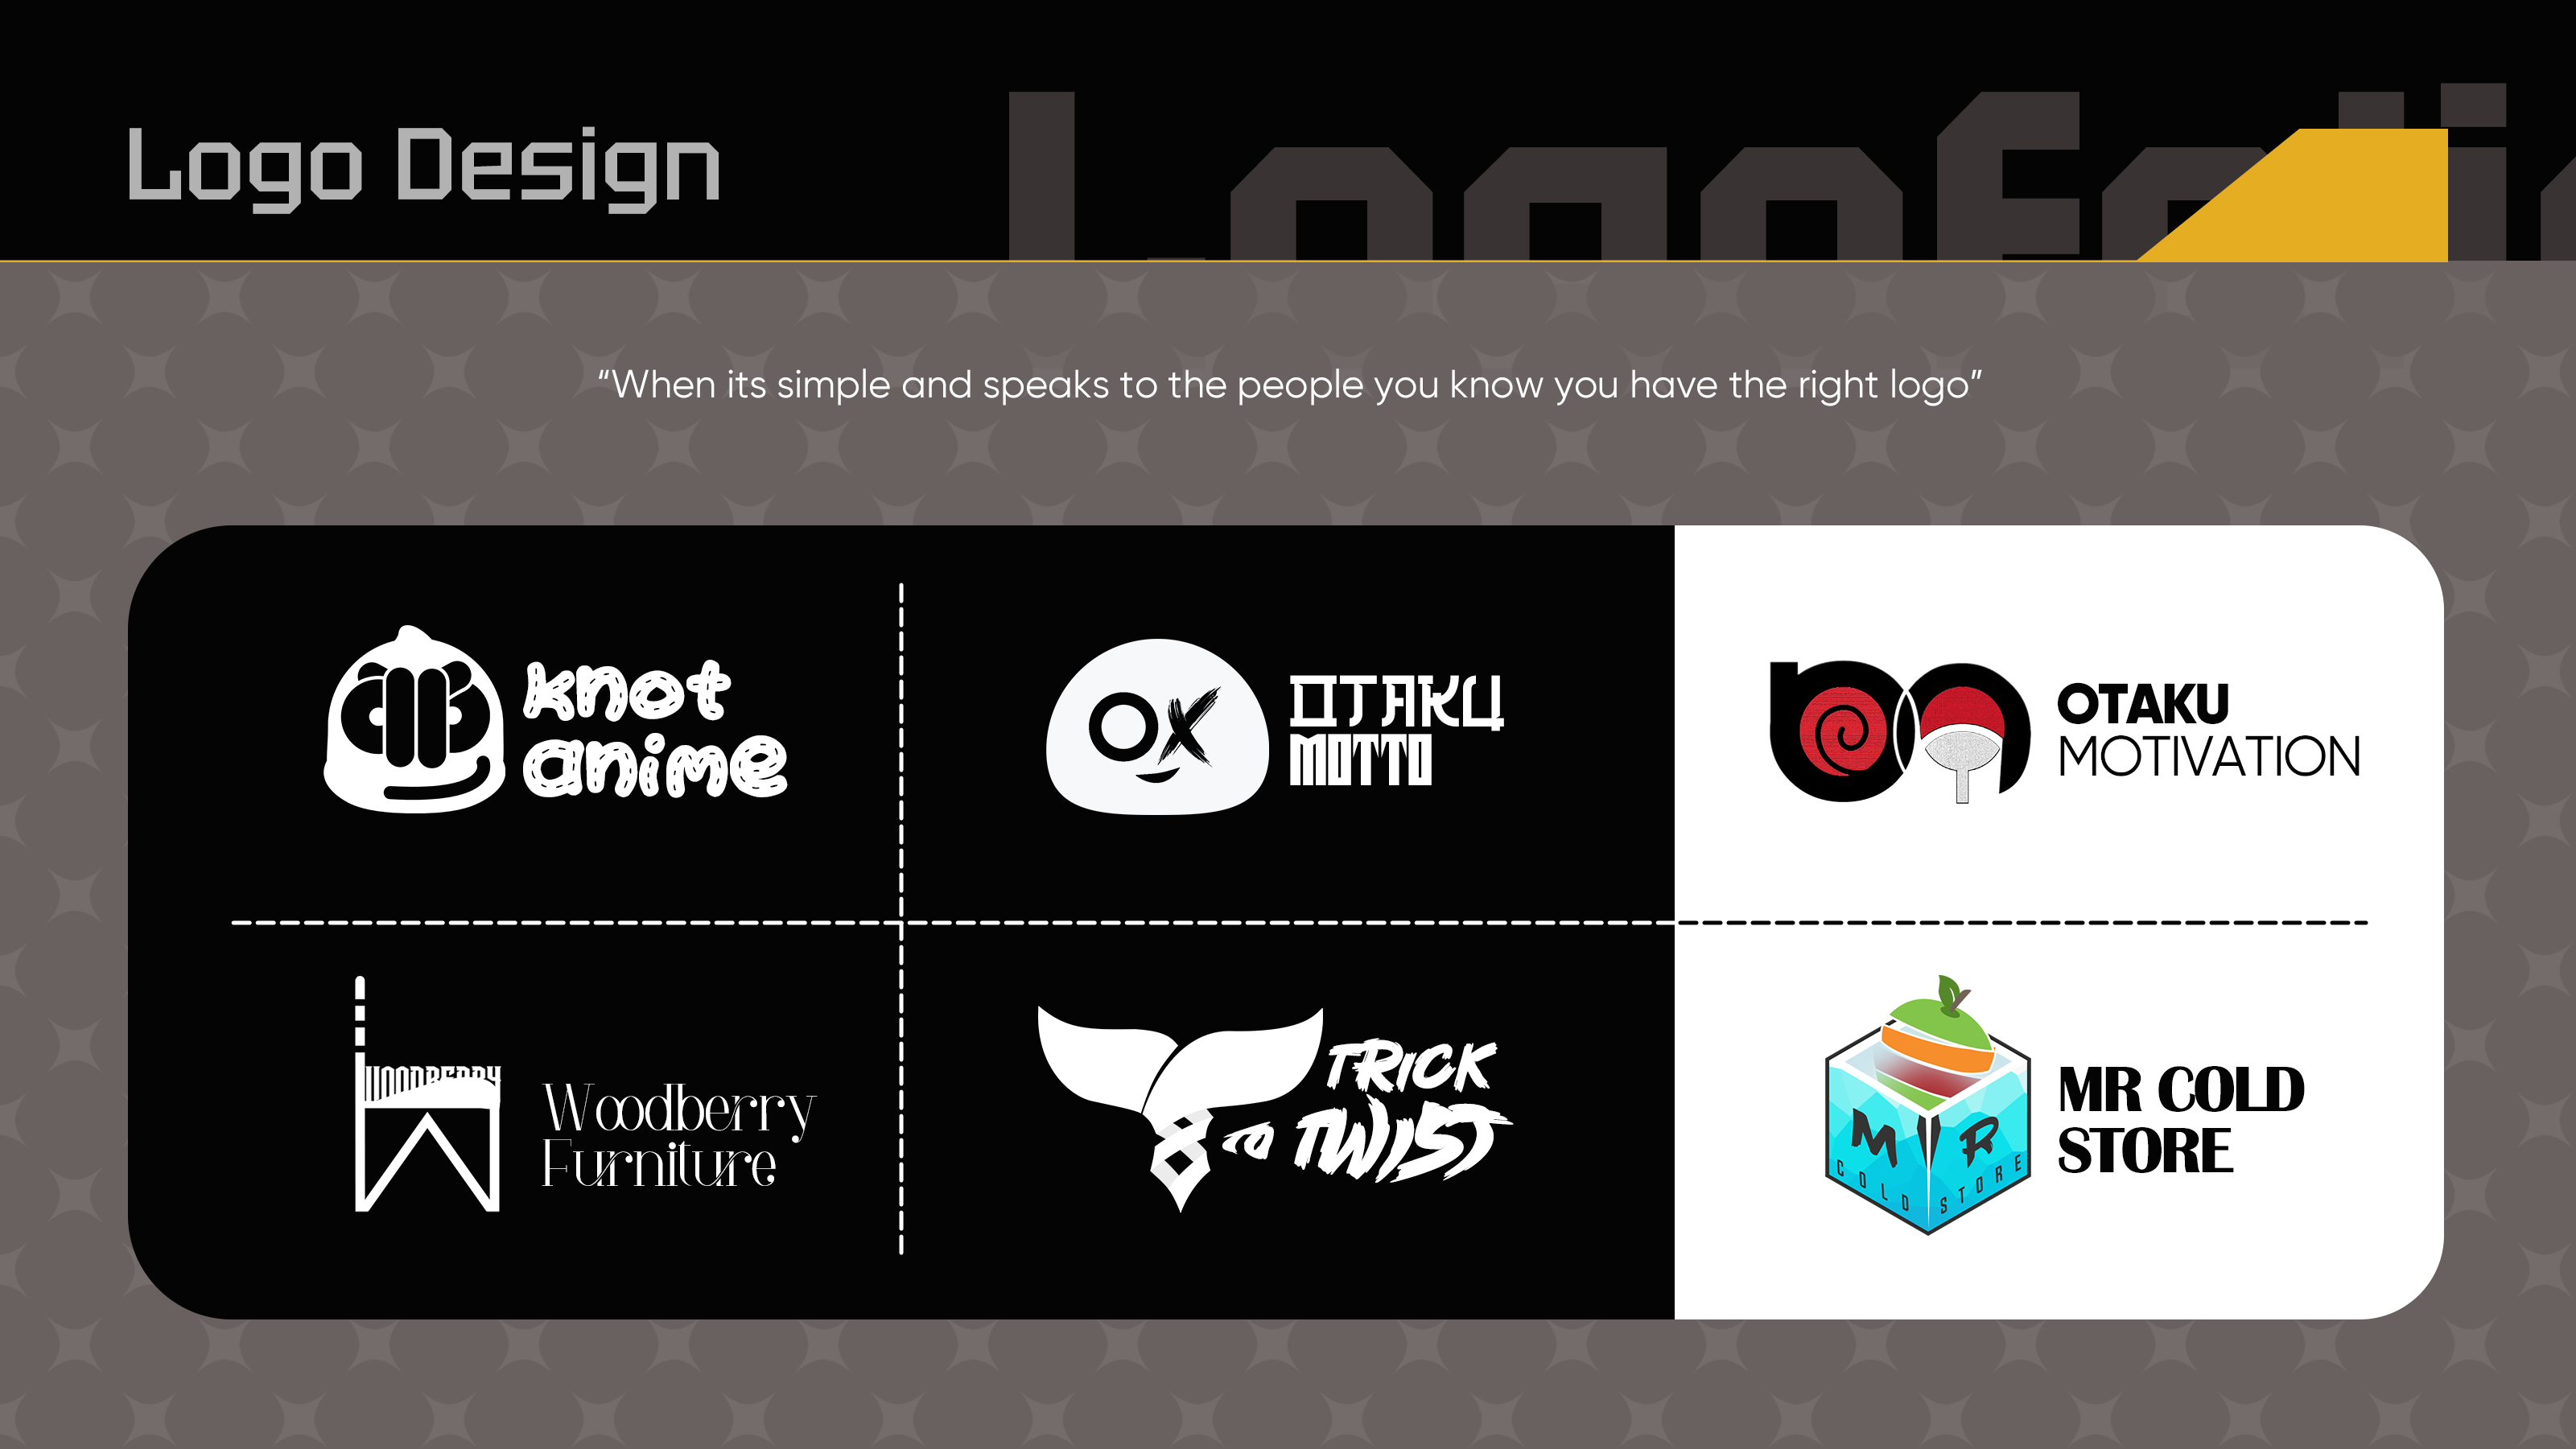 Logo Design
“When its simple and speaks to the people you know you have the right logo”
knot
anime
OX
OTAKU
MOTTO
OTAKU
MOTIVATION
WOODBERRY
Woodberry
Furniture
TRICK
TO TWIST
M R
COLD STORE
MR COLD
STORE